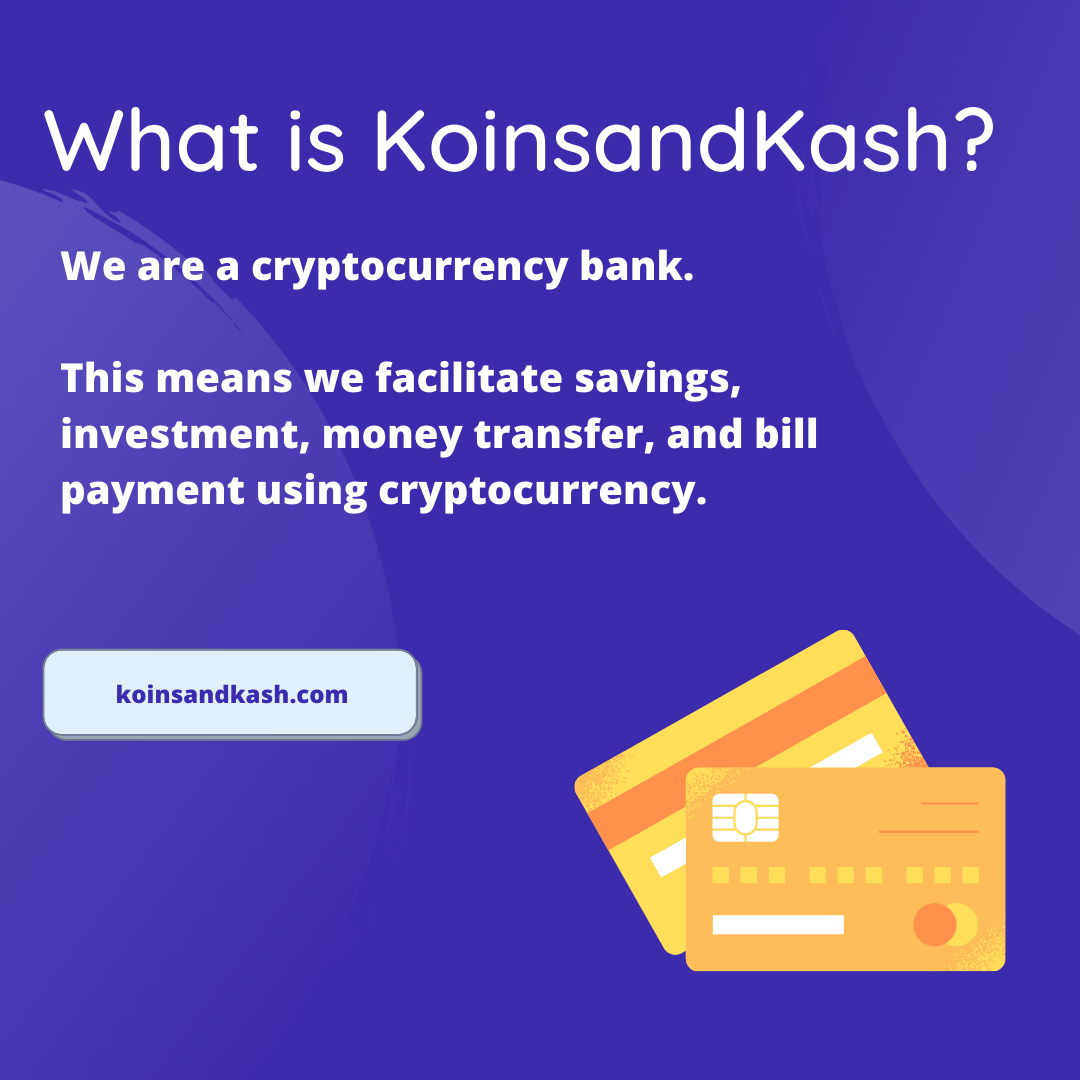 What is KoinsandKash?
We are a cryptocurrency bank.
This means we facilitate savings,
investment, money transfer, and bill
payment using cryptocurrency.
koinsandkash.com